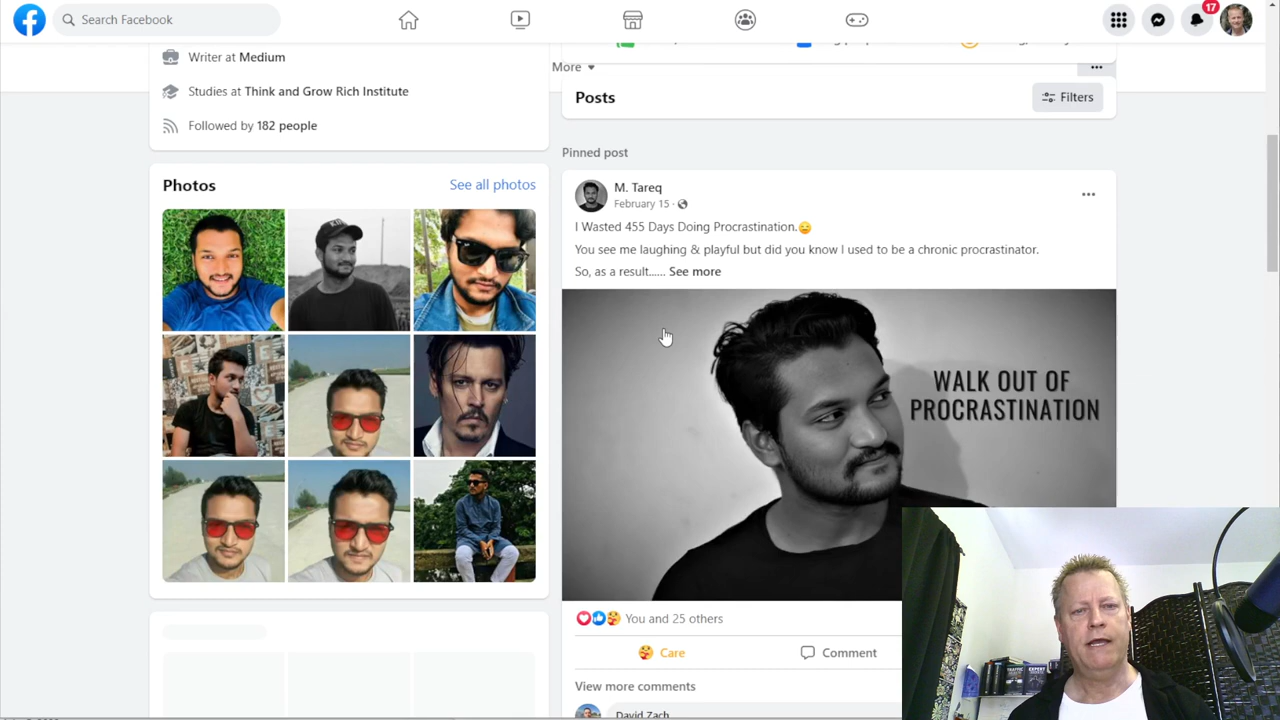 Search Facebook
17
Writer at Medium
Studies at Think and Grow Rich Institute
Followed by 182 people
Photos
See all photos
More
Posts
Filters
Pinned post
M. Tareq
February 15 ·
I Wasted 455 Days Doing Procrastination.
You see me laughing & playful but did you know I used to be a chronic procrastinator.
So, as a result...... See more
WALK OUT OF
PROCRASTINATION
You and 25 others
Care
Comment
View more comments
David Zach
TRAFFIC
EXPERT